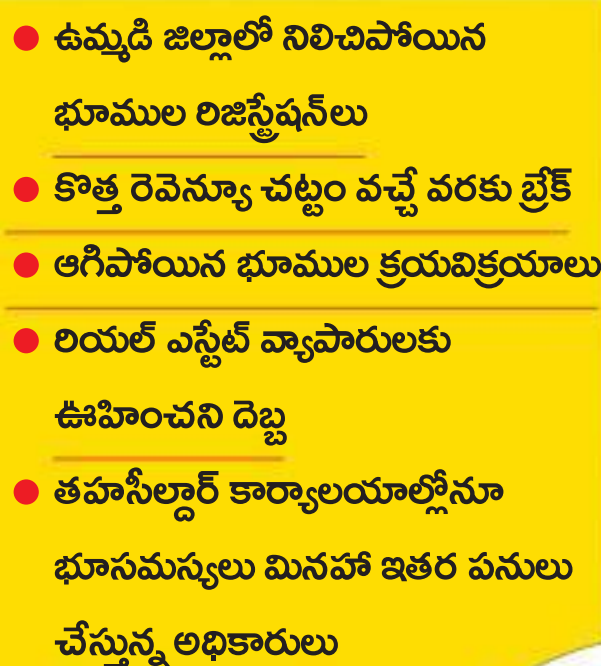 ● ఉమ్మడి జిల్లాలో నిలిచిపోయిన
భూముల రిజిస్ట్రేషన్‌లు
● కొత్త రెవెన్యూ చట్టం వచ్చే వరకు బ్రేక్
● ఆగిపోయిన భూముల క్రయవిక్రయాలు
● రియల్ ఎస్టేట్ వ్యాపారులకు
ఊహించని దెబ్బ
● తహసీల్దార్ కార్యాలయాల్లోనూ
భూసమస్యలు మినహా ఇతర పనులు
చేస్తున్న అధికారులు